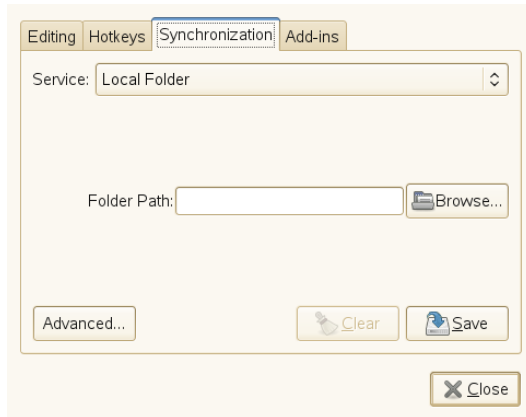 Editing Hotkeys Synchronization Add-ins
Service: Local Folder
Folder Path: Browse...
Advanced... Clear Save
Close